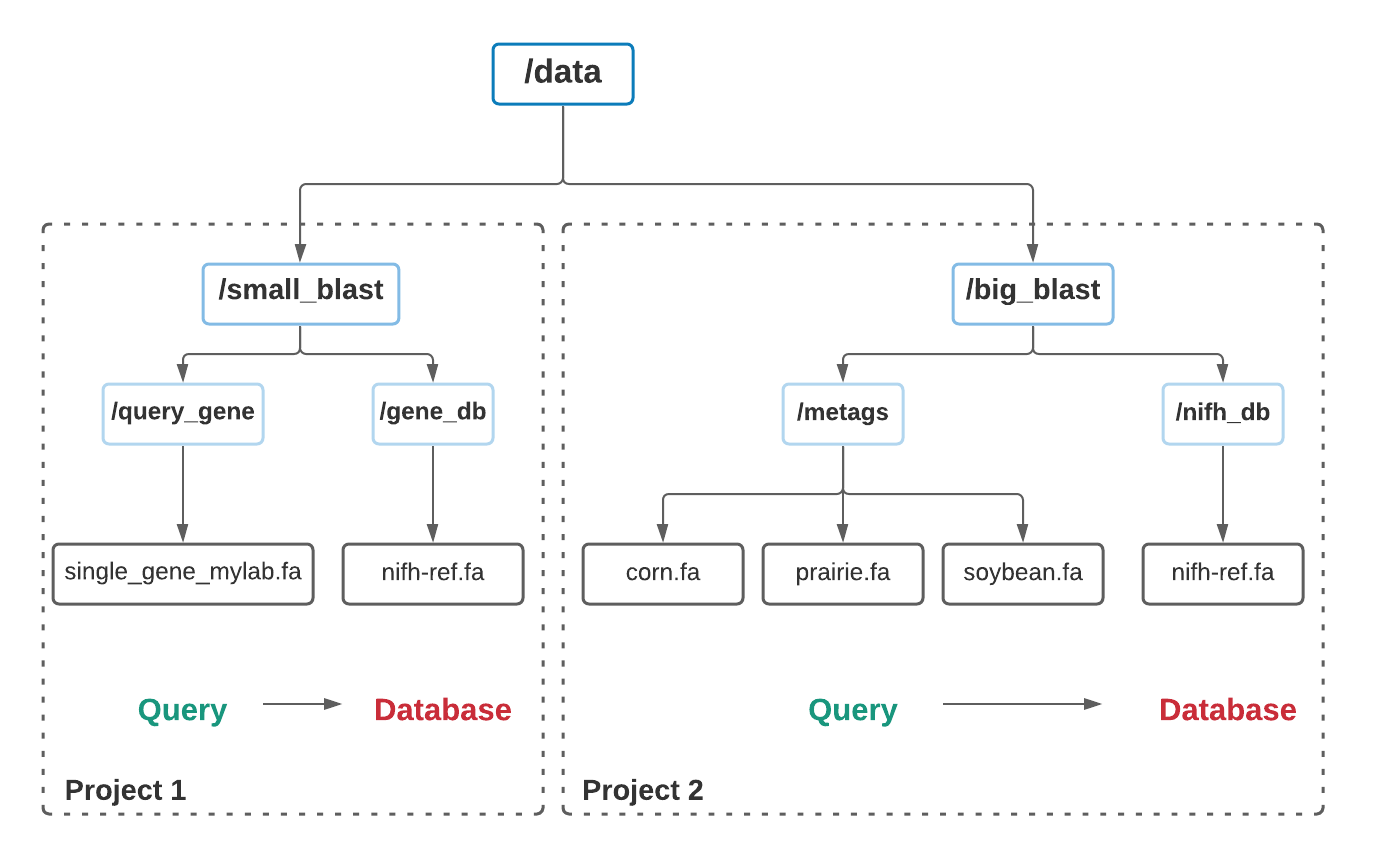 /data
/small_blast
/big_blast
/query_gene
/gene_db
/metags
/nifh_db
single_gene_mylab.fa
nifh-ref.fa
corn.fa
prairie.fa
soybean.fa
nifh-ref.fa
Query
Database
Query
Database
Project 1
Project 2